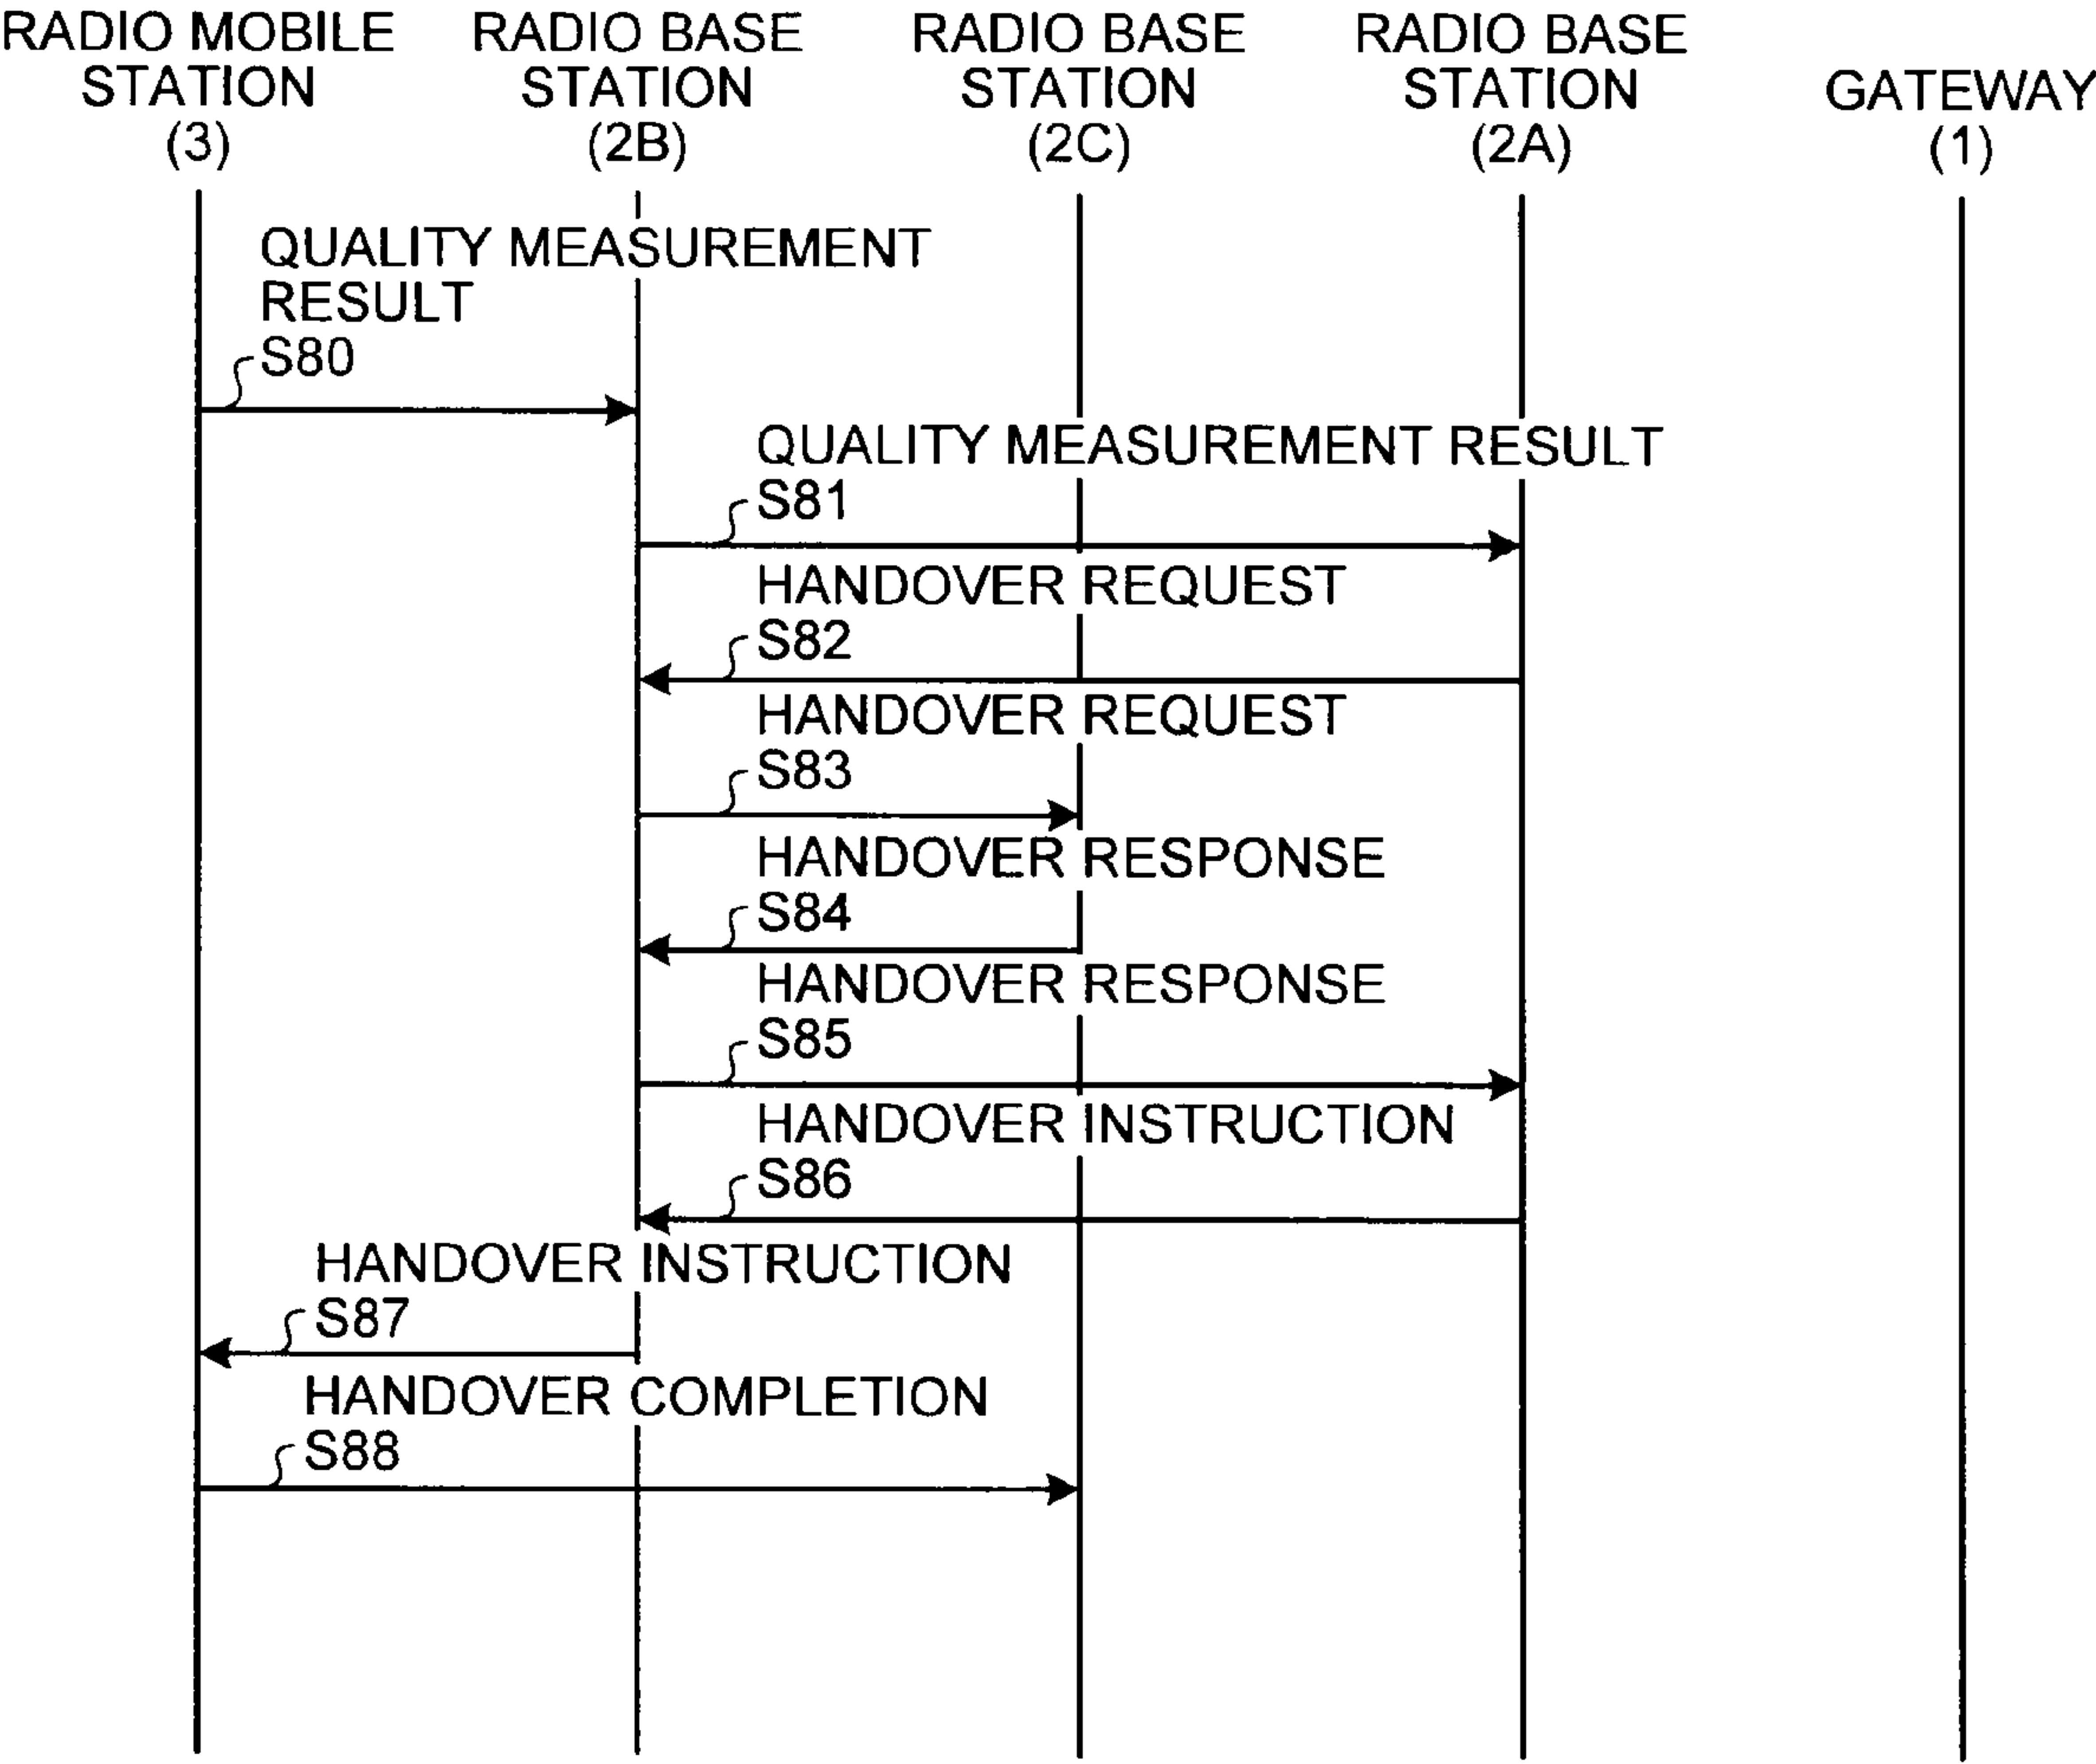 RADIO MOBILE
STATION
(3)
RADIO BASE
STATION
(2B)
RADIO BASE
STATION
(2C)
RADIO BASE
STATION
(2A)
GATEWAY
(1)
QUALITY MEASUREMENT
RESULT
S80
QUALITY MEASUREMENT RESULT
S81
HANDOVER REQUEST
S82
HANDOVER REQUEST
S83
HANDOVER RESPONSE
S84
HANDOVER RESPONSE
S85
HANDOVER INSTRUCTION
S86
HANDOVER INSTRUCTION
S87
HANDOVER COMPLETION
S88